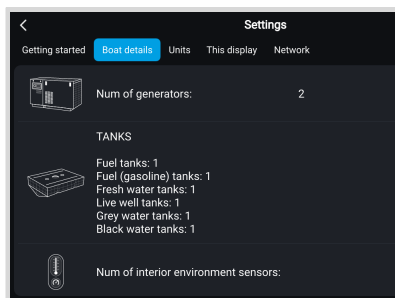 Settings
Getting started Boat details Units This display Network
Num of generators: 2
TANKS
Fuel tanks: 1
Fuel (gasoline) tanks: 1
Fresh water tanks: 1
Live well tanks: 1
Grey water tanks: 1
Black water tanks: 1
Num of interior environment sensors: